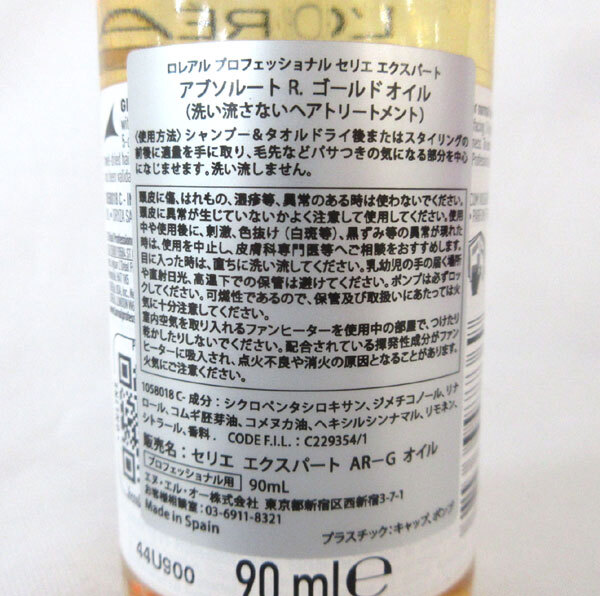 L'ORÉA
ロレアル プロフェッショナル セリエ エクスパート
アブソルート R. ゴールドオイル
(洗い流さないヘアトリートメント)
〈使用方法〉シャンプー&タオルドライ後またはスタイリングの
前後に適量を手に取り、毛先などパサつきの気になる部分を中心
になじませます。洗い流しません。
頭皮に傷、はれもの、湿疹等、異常のある時は使わないでください。
頭皮に異常が生じていないかよく注意して使用してください。使用
中や使用後に、刺激、色抜け(白斑等)、黒ずみ等の異常が現れた
時は、使用を中止し、皮膚科専門医等へご相談をおすすめします。
目に入った時は、直ちに洗い流してください。乳幼児の手の届く場所
や直射日光、高温下での保管は避けてください。ポンプは必ずロッ
クしてください。可燃性であるので、保管及び取扱いにあたっては火
気に十分注意してください。
室内空気を取り入れるファンヒーターを使用中の部屋で、つけたり
乾かしたりしないでください。配合されている揮発性成分がファン
ヒーターに吸入され、点火不良や消火の原因となることがあります。
火気にご注意ください。
1058018 C- 成分：シクロペンタシロキサン、ジメチコノール、リナ
ロール、コムギ胚芽油、コメヌカ油、ヘキシルシンナマル、リモネン、
シトラール、香料. CODE F.I.L. : C229354/1
販売名：セリエ エクスパート AR-G オイル
プロフェッショナル用 90mL
エヌ・エル・オー株式会社 東京都新宿区西新宿3-7-1
お客様相談室：03-6911-8321
Made in Spain
プラスチック：キャップ、ポンプ
44U900
90 ml e